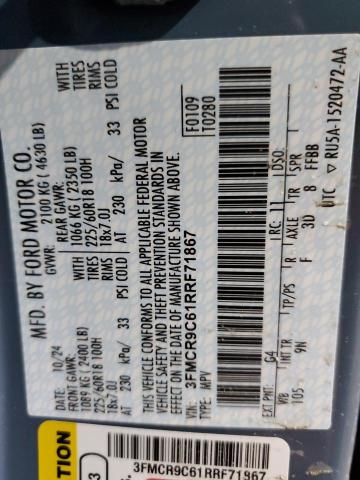 MFD. BY FORD MOTOR CO.
10/24
GVWR: 2100 KG ( 4630 LB)
FRONT GAWR: 1089 KG ( 2400 LB)
REAR GAWR: 1066 KG ( 2350 LB)
WITH TIRES
225/60R18 100H
225/60R18 100H
WITH TIRES
18x7.0J RIMS
18x7.0J RIMS
AT 230 kPa/ 33 PSI COLD
AT 230 kPa/ 33 PSI COLD
THIS VEHICLE CONFORMS TO ALL APPLICABLE FEDERAL MOTOR
VEHICLE SAFETY AND THEFT PREVENTION STANDARDS IN EFFECT
ON THE DATE OF MANUFACTURE SHOWN ABOVE.
VIN: 3FMCR9C61RRF71867
TYPE: MPV
F0109
T0280
EXT PNT: G4
LRC: 11
DSO:
WB
INT TR
TP/PS
R
AXLE
TR
SPR
105
9N
F
3D
8
FFBB
UTC
RU5A-1520472-AA
3FMCR9C61RRF71867